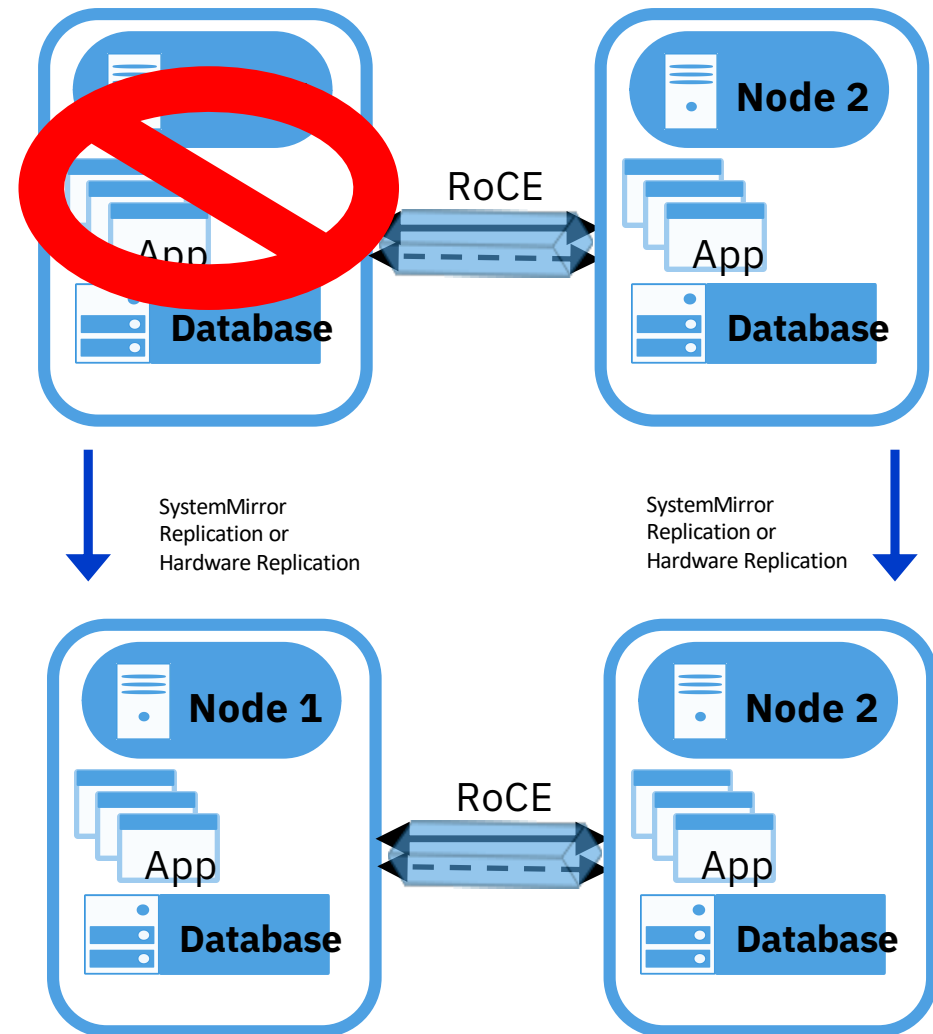 Node 2
RoCE
App
App
Database
Database
SystemMirror
Replication or
Hardware Replication
SystemMirror
Replication or
Hardware Replication
Node 1
Node 2
RoCE
App
App
Database
Database